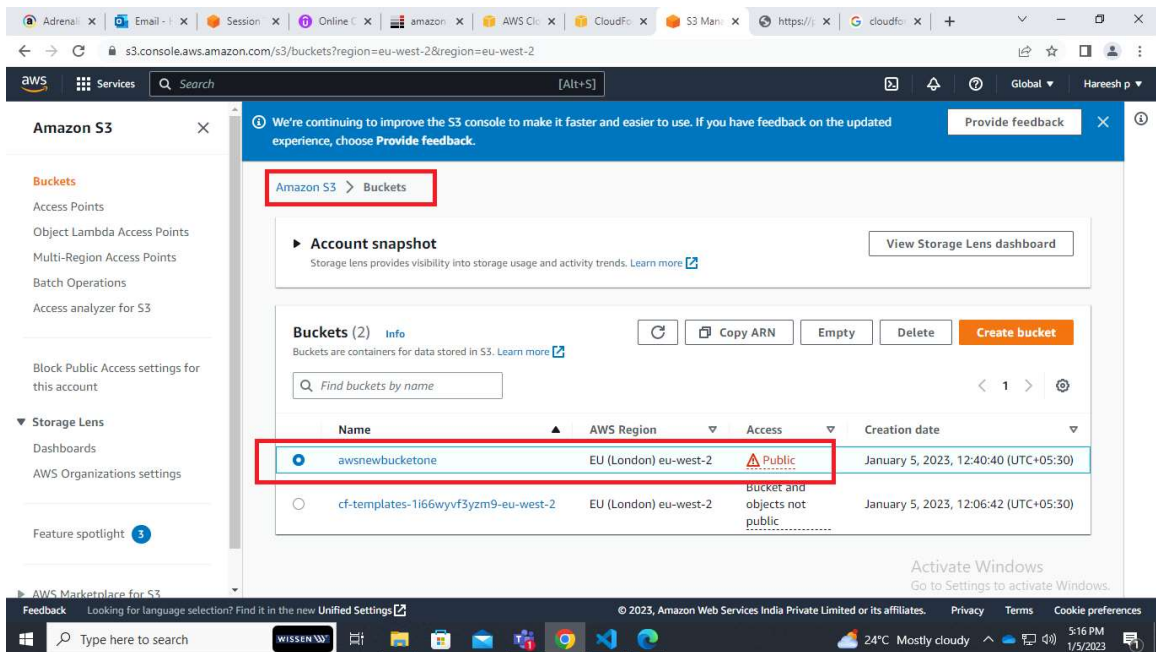 Adrenali
Email - H
Session
Online C
amazon
AWS Clo
CloudFo
S3 Mana
https://p
cloudfo
s3.console.aws.amazon.com/s3/buckets?region=eu-west-2&region=eu-west-2
aws Services Search [Alt+S] Global Hareesh p
Amazon S3
Buckets
Access Points
Object Lambda Access Points
Multi-Region Access Points
Batch Operations
Access analyzer for S3
Block Public Access settings for
this account
Storage Lens
Dashboards
AWS Organizations settings
Feature spotlight 3
AWS Marketplace for S3
We're continuing to improve the S3 console to make it faster and easier to use. If you have feedback on the updated
experience, choose Provide feedback.
Provide feedback
Amazon S3 > Buckets
Account snapshot
Storage lens provides visibility into storage usage and activity trends. Learn more
View Storage Lens dashboard
Buckets (2) Info
Buckets are containers for data stored in S3. Learn more
Copy ARN Empty Delete Create bucket
Find buckets by name
< 1 >
Name AWS Region Access Creation date
awsnewbucketone EU (London) eu-west-2 Public January 5, 2023, 12:40:40 (UTC+05:30)
cf-templates-1i66wyvf3yzm9-eu-west-2 EU (London) eu-west-2 Bucket and
objects not
public
January 5, 2023, 12:06:42 (UTC+05:30)
Activate Windows
Go to Settings to activate Windows.
Feedback Looking for language selection? Find it in the new Unified Settings © 2023, Amazon Web Services India Private Limited or its affiliates. Privacy Terms Cookie preferences
Type here to search WISSEN 24°C Mostly cloudy 5:16 PM
1/5/2023